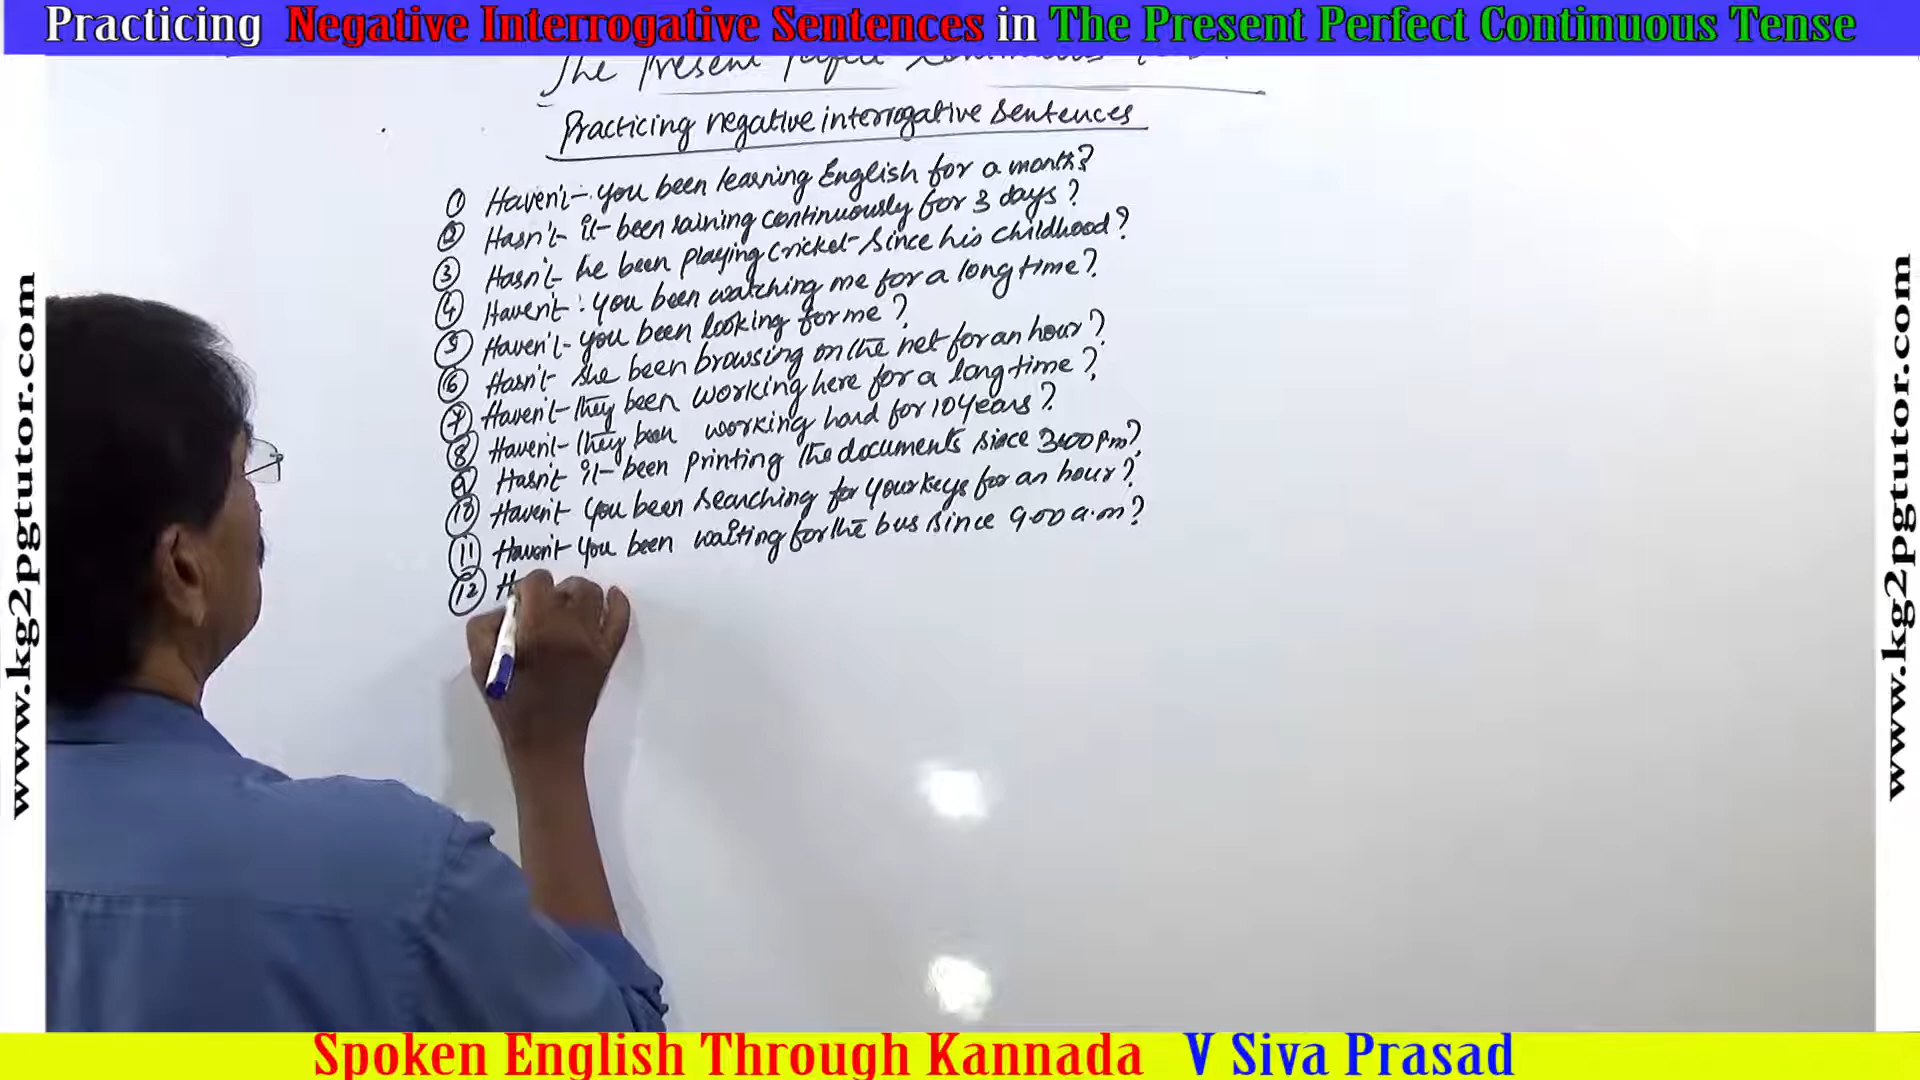 Practicing Negative Interrogative Sentences in The Present Perfect Continuous Tense
The Present Perfect Continuous
Practicing negative interrogative sentences
1 Haven't you been learning English for a month?
2 Hasn't it been raining continuously for 3 days?
3 Hasn't he been playing cricket since his childhood?
4 Haven't you been watching me for a long time?
5 Haven't you been looking for me?
6 Hasn't she been browsing on the net for an hour?
7 Haven't they been working here for a long time?
8 Haven't they been working hard for 10 years?
9 Hasn't it been printing the documents since 3:00 pm?
10 Haven't you been searching for your keys for an hour?
11 Haven't you been waiting for the bus since 9:00 a.m?
12 H
www.kg2pgtutor.com
www.kg2pgtutor.com
Spoken English Through Kannada V Siva Prasad